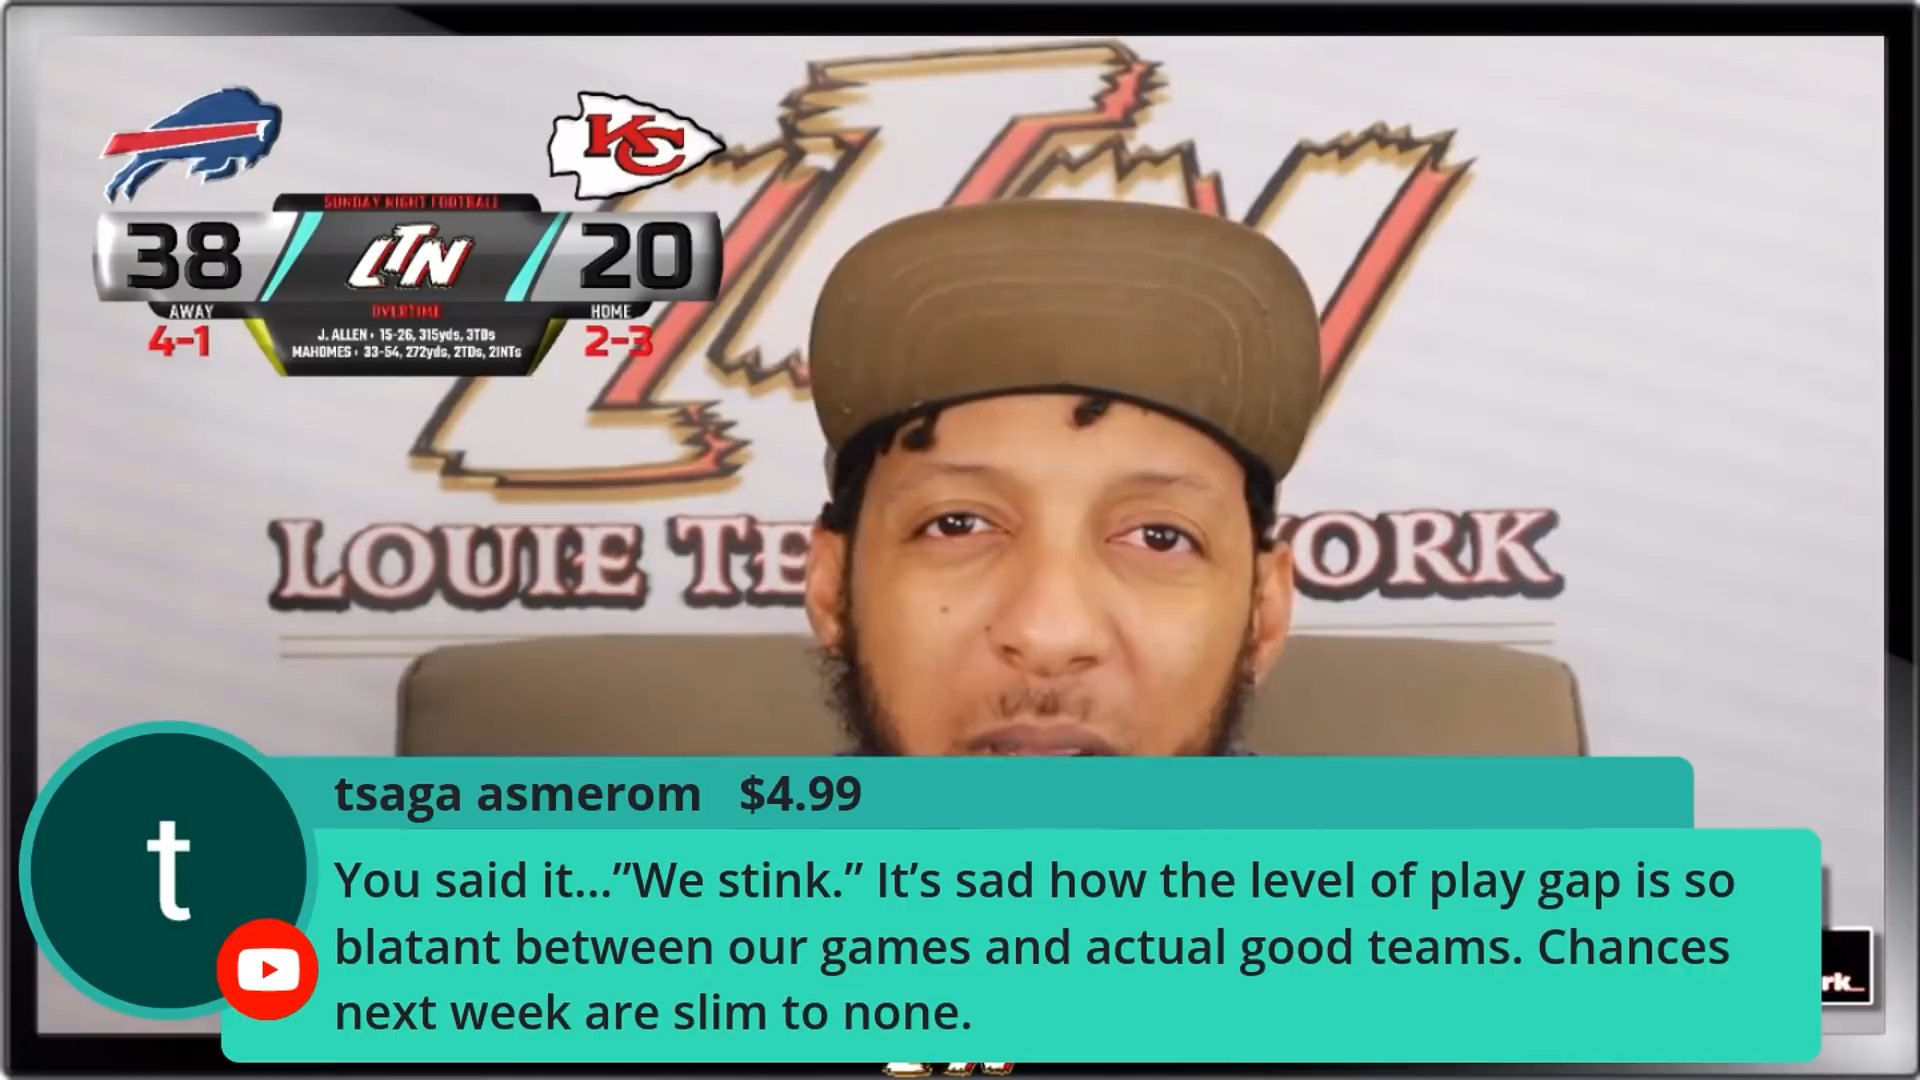 KC
SUNDAY NIGHT FOOTBALL
38
LTN
20
AWAY
OVERTIME
HOME
4-1
J. ALLEN · 15-26, 315yds, 3TDs
2-3
MAHOMES · 33-54, 272yds, 2TDs, 2INTs
LTN
LOUIE TE ORK
tsaga asmerom $4.99
t
You said it...”We stink.” It’s sad how the level of play gap is so
blatant between our games and actual good teams. Chances
next week are slim to none.
rk_